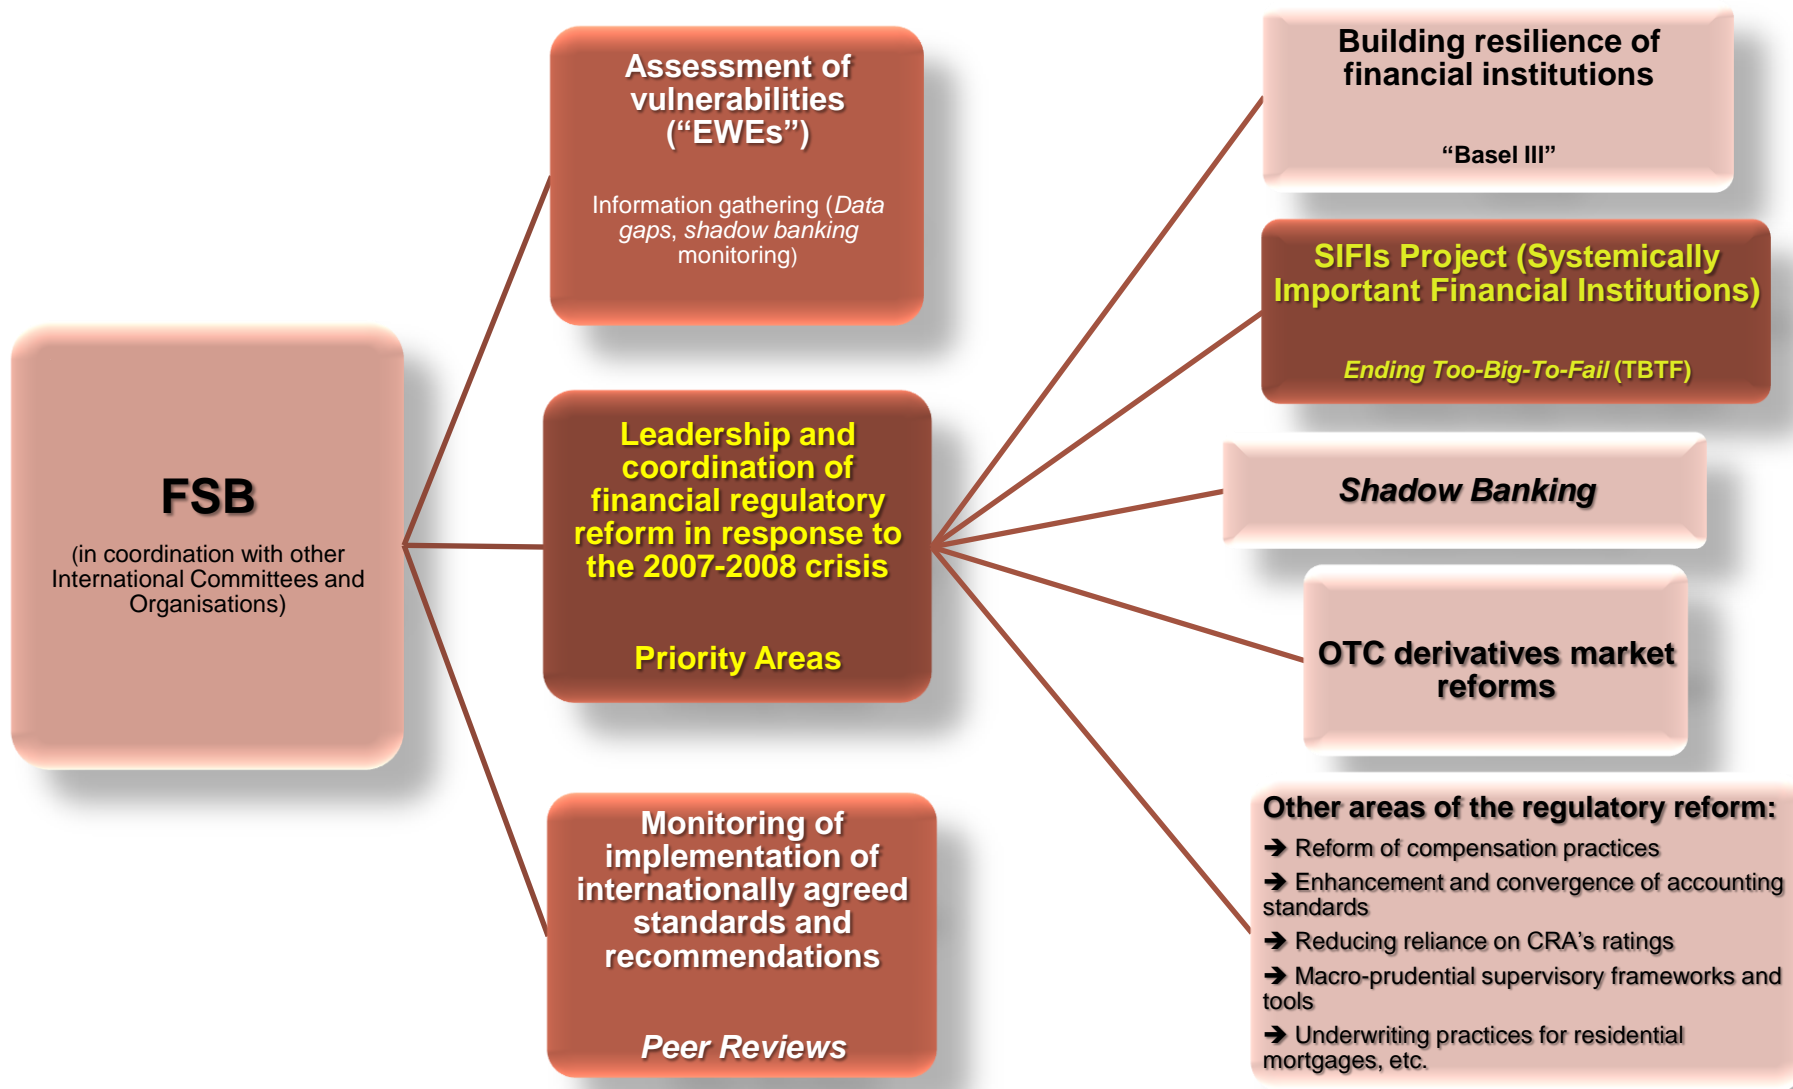 FSB
(in coordination with other
International Committees and
Organisations)
Assessment of
vulnerabilities
(“EWEs”)
Information gathering (Data
gaps, shadow banking
monitoring)
Leadership and
coordination of
financial regulatory
reform in response to
the 2007-2008 crisis
Priority Areas
Monitoring of
implementation of
internationally agreed
standards and
recommendations
Peer Reviews
Building resilience of
financial institutions
“Basel III”
SIFIs Project (Systemically
Important Financial Institutions)
Ending Too-Big-To-Fail (TBTF)
Shadow Banking
OTC derivatives market
reforms
Other areas of the regulatory reform:
➔ Reform of compensation practices
➔ Enhancement and convergence of accounting
standards
➔ Reducing reliance on CRA’s ratings
➔ Macro-prudential supervisory frameworks and
tools
➔ Underwriting practices for residential
mortgages, etc.